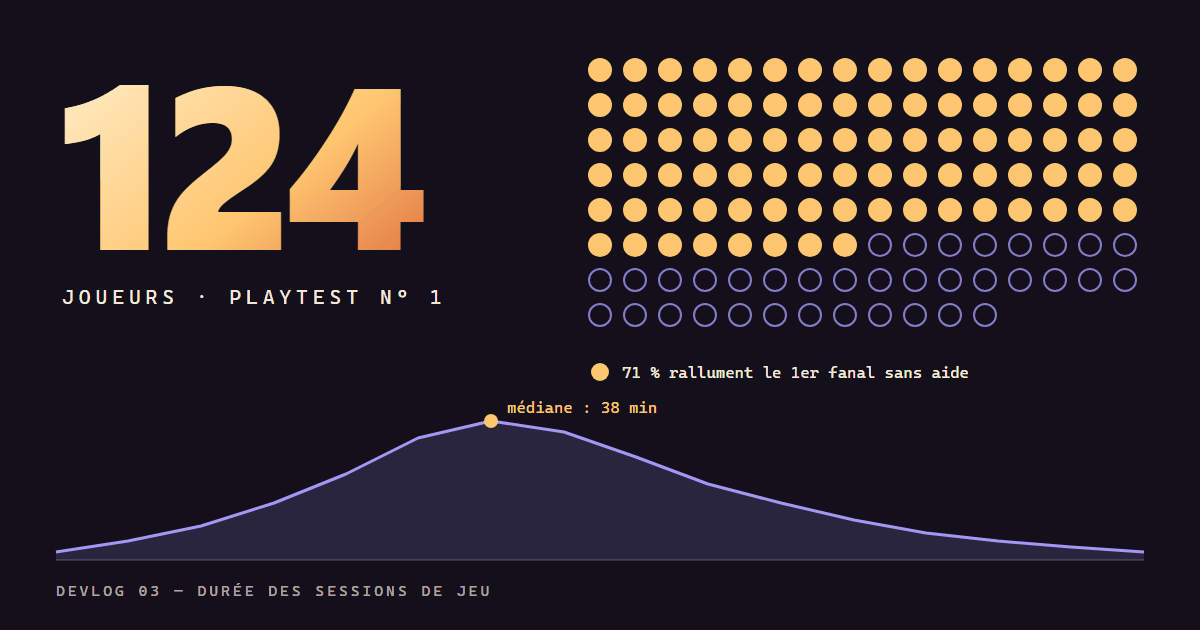 124
JOUEURS · PLAYTEST N° 1
71 % rallument le 1er fanal sans aide
médiane : 38 min
DEVLOG 03 — DURÉE DES SESSIONS DE JEU